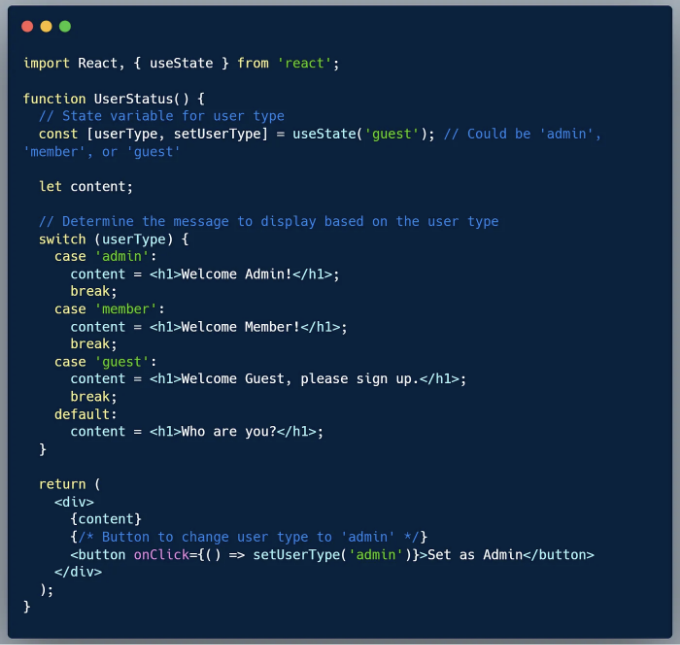 import React, { useState } from 'react';
function UserStatus() {
// State variable for user type
const [userType, setUserType] = useState('guest'); // Could be 'admin',
'member', or 'guest'
let content;
// Determine the message to display based on the user type
switch (userType) {
case 'admin':
content = <h1>Welcome Admin!</h1>;
break;
case 'member':
content = <h1>Welcome Member!</h1>;
break;
case 'guest':
content = <h1>Welcome Guest, please sign up.</h1>;
break;
default:
content = <h1>Who are you?</h1>;
}
return (
<div>
{content}
{/* Button to change user type to 'admin' */}
<button onClick={() => setUserType('admin')}>Set as Admin</button>
</div>
);
}